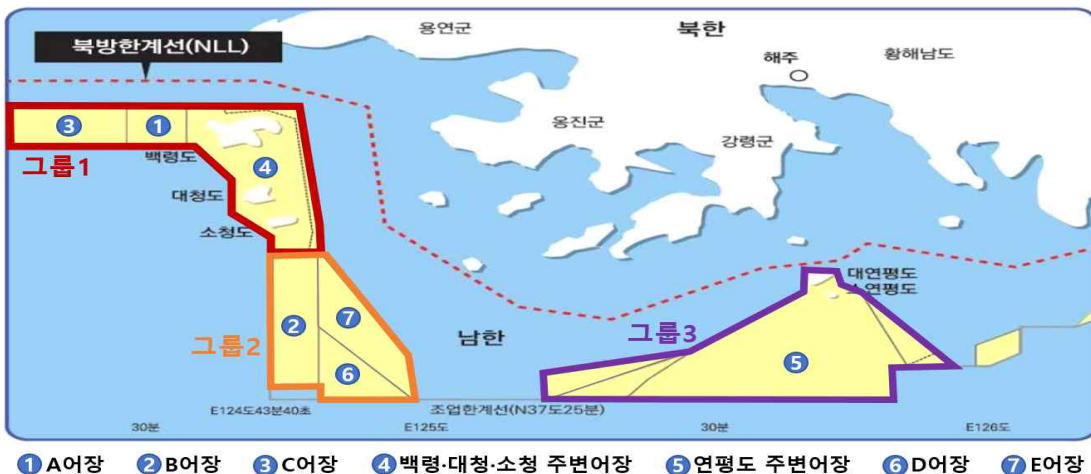 용연군
북한
북방한계선(NLL)
해주
황해남도
옹진군
강령군
3
1
백령도
그룹1
4
대청도
소청도
대연평도
소연평도
2
7
그룹2
남한
그룹3
6
5
E124도43분40초
조업한계선(N37도25분)
30분
E125도
30분
E126도
1 A어장 2 B어장 3 C어장 4 백령·대청·소청 주변어장 5 연평도 주변어장 6 D어장 7 E어장